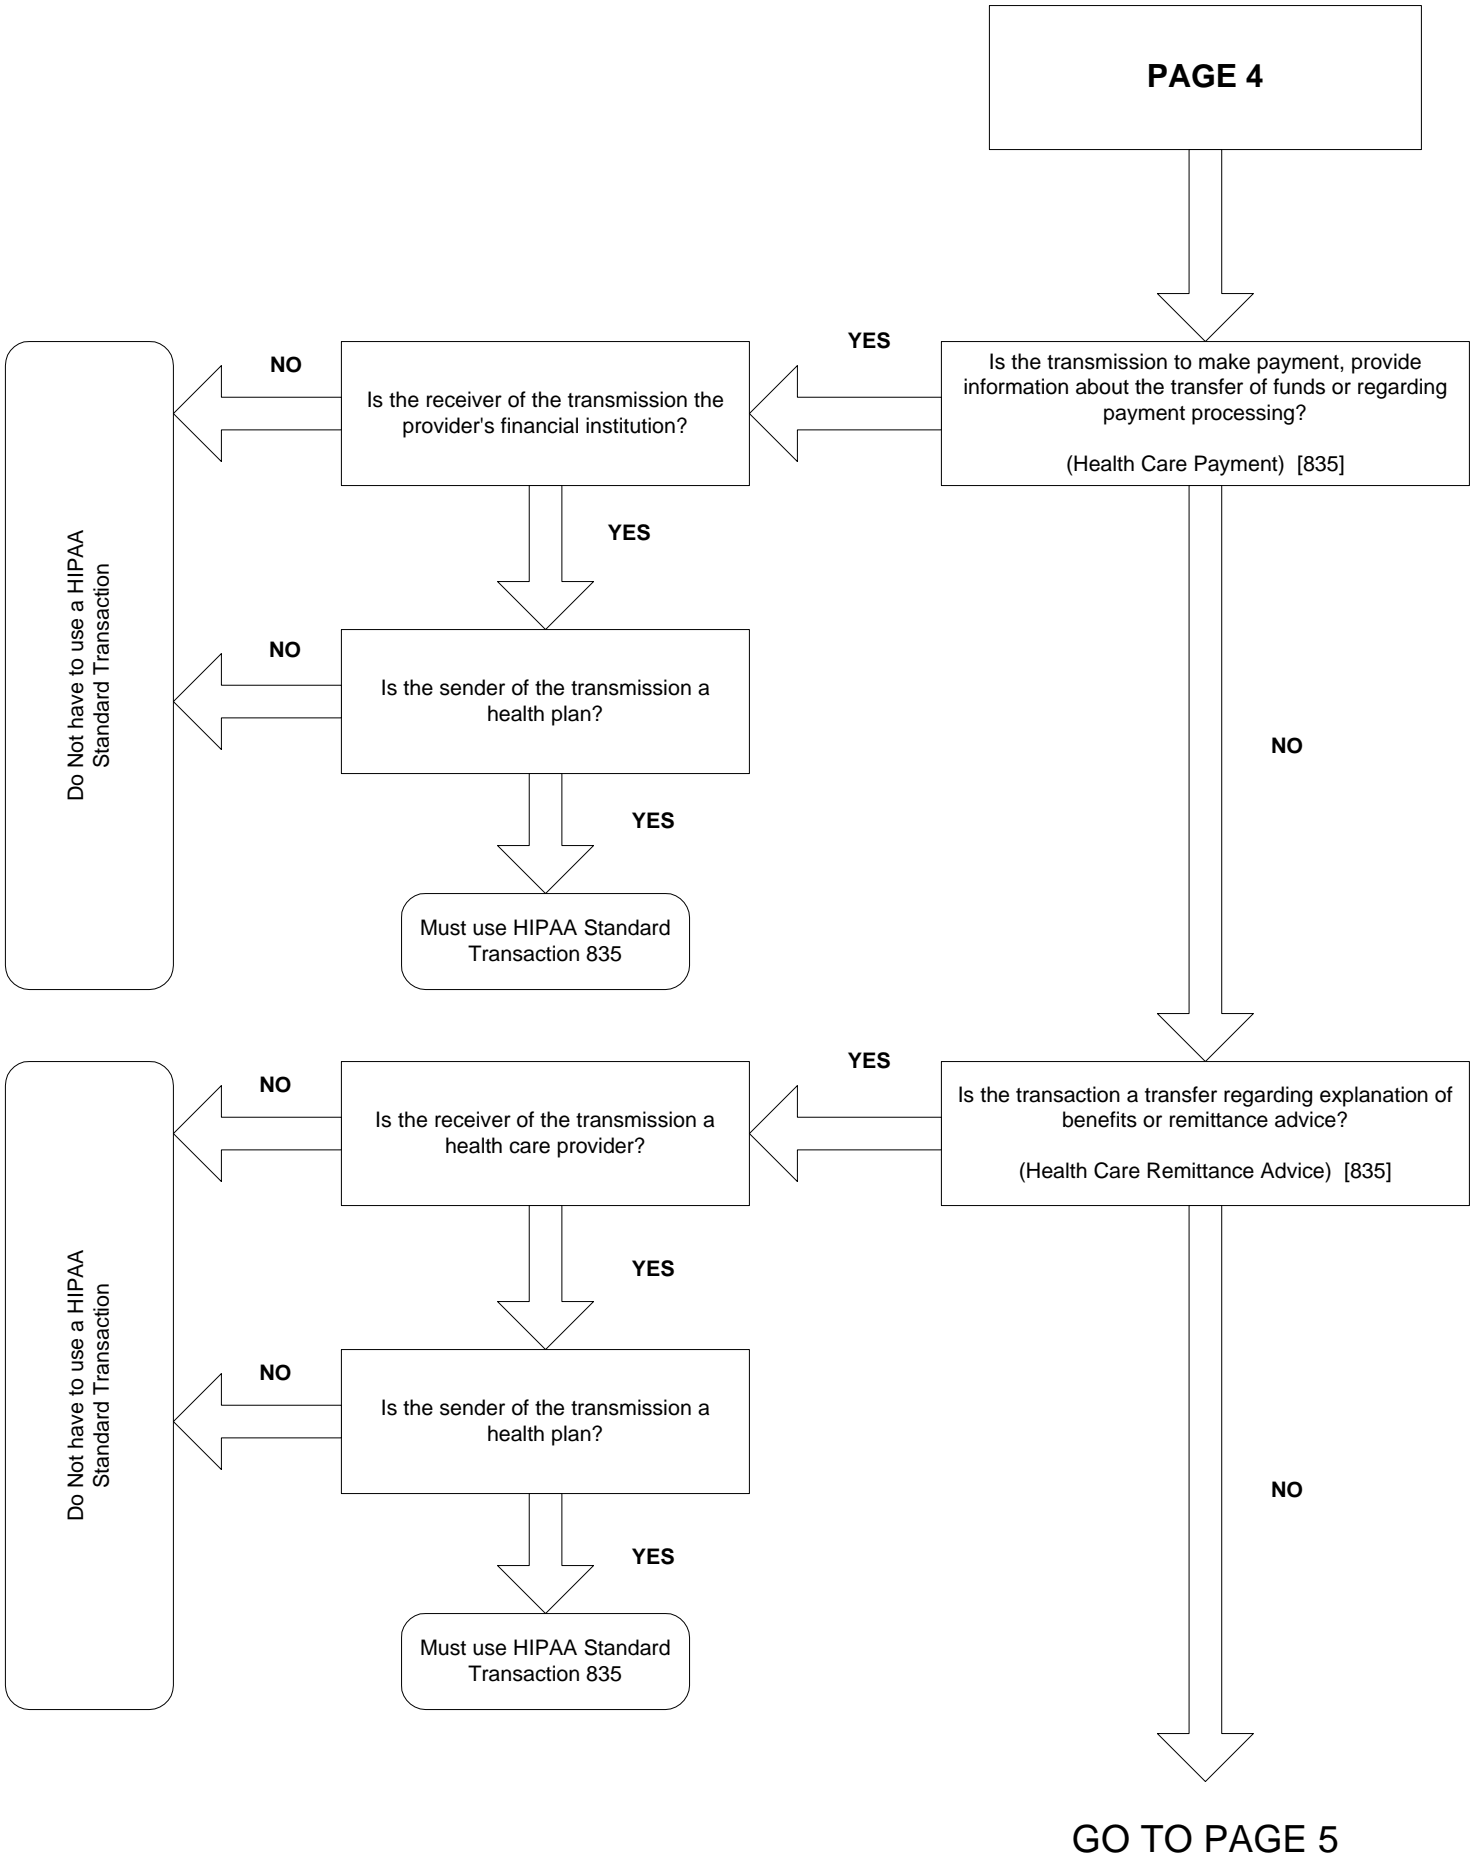 PAGE 4
YES
Is the transmission to make payment, provide
information about the transfer of funds or regarding
payment processing?
(Health Care Payment)  [835]
NO
Is the receiver of the transmission the
provider's financial institution?
YES
Do Not have to use a HIPAA
Standard Transaction
NO
Is the sender of the transmission a
health plan?
NO
YES
Must use HIPAA Standard
Transaction 835
YES
Is the transaction a transfer regarding explanation of
benefits or remittance advice?
(Health Care Remittance Advice)  [835]
NO
Is the receiver of the transmission a
health care provider?
YES
Do Not have to use a HIPAA
Standard Transaction
NO
Is the sender of the transmission a
health plan?
NO
YES
Must use HIPAA Standard
Transaction 835
GO TO PAGE 5